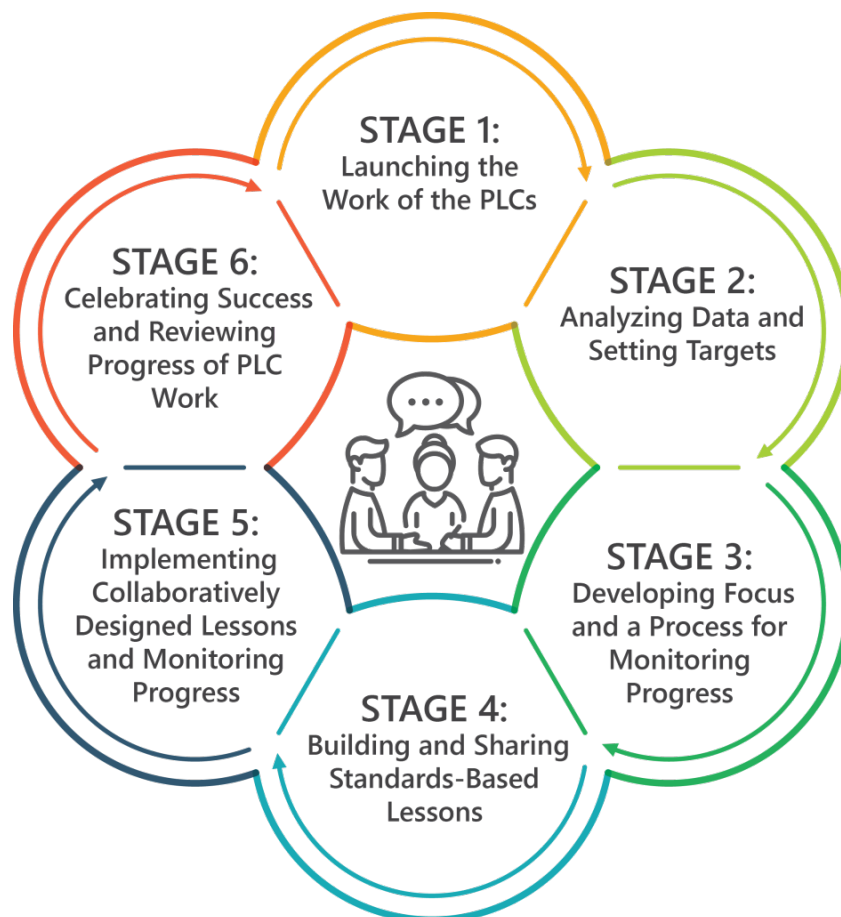 STAGE 1:
Launching the
Work of the PLCs
STAGE 2:
Analyzing Data and
Setting Targets
STAGE 3:
Developing Focus
and a Process for
Monitoring
Progress
STAGE 4:
Building and Sharing
Standards-Based
Lessons
STAGE 5:
Implementing
Collaboratively
Designed Lessons
and Monitoring
Progress
STAGE 6:
Celebrating Success
and Reviewing
Progress of PLC
Work